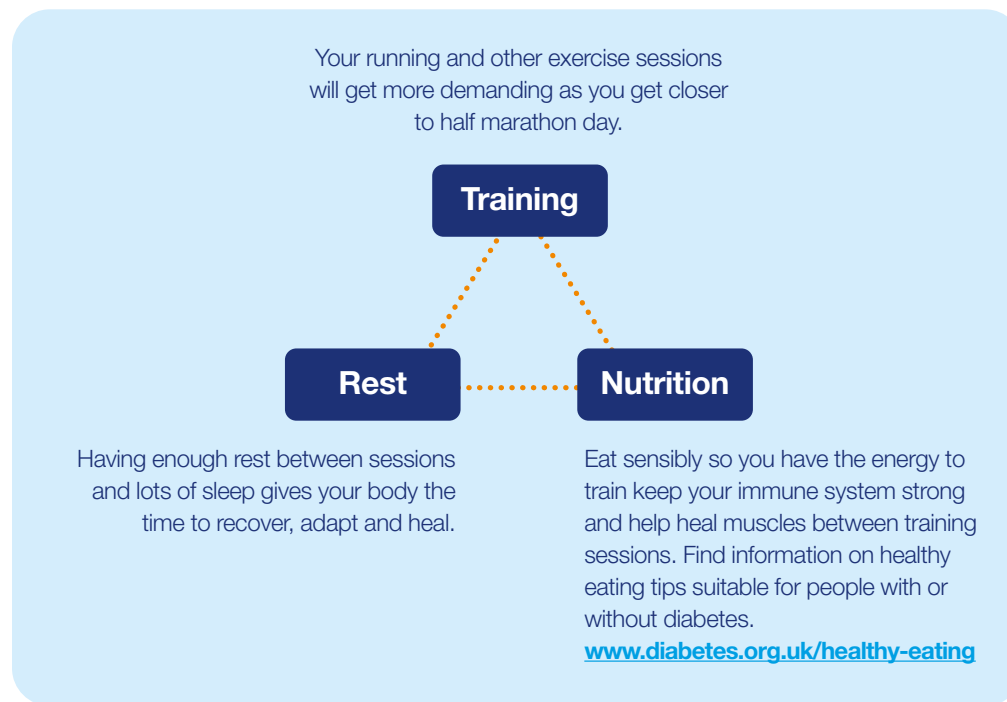 Your running and other exercise sessions
will get more demanding as you get closer
to half marathon day.
Training
Rest
Having enough rest between sessions
and lots of sleep gives your body the
time to recover, adapt and heal.
Nutrition
Eat sensibly so you have the energy to
train keep your immune system strong
and help heal muscles between training
sessions. Find information on healthy
eating tips suitable for people with or
without diabetes.
www.diabetes.org.uk/healthy-eating